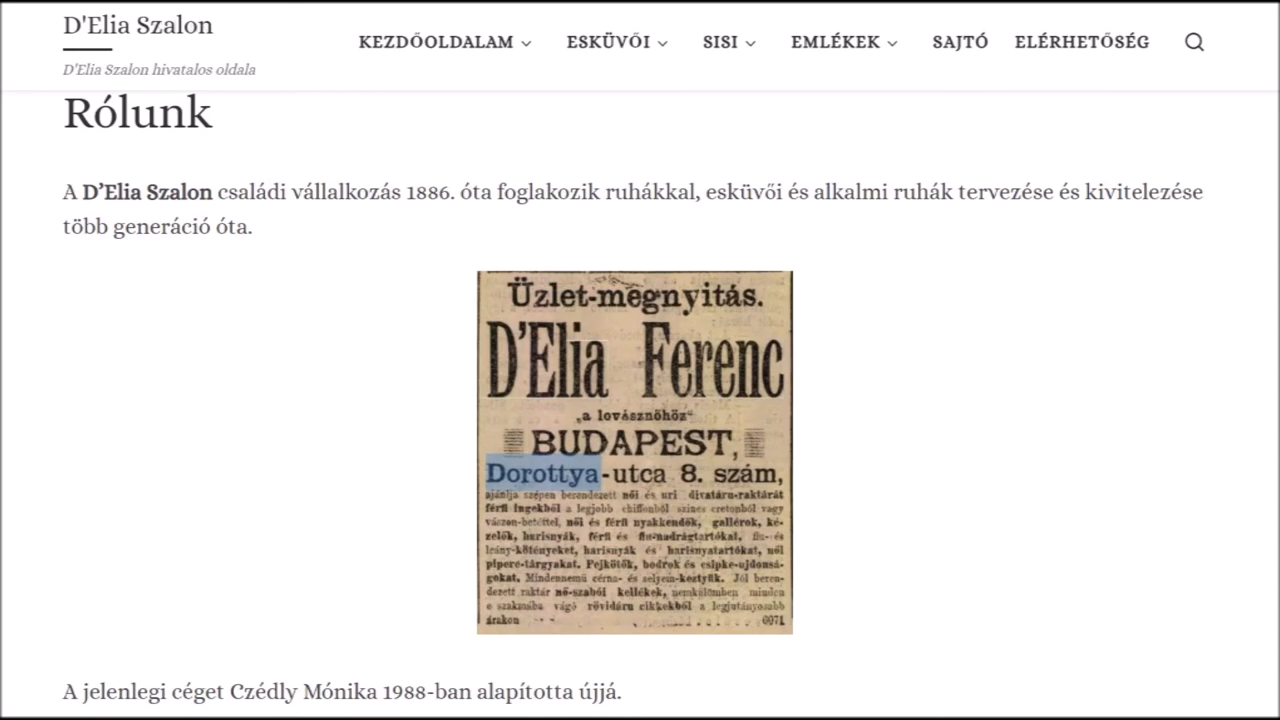 D'Elia Szalon
D'Elia Szalon hivatalos oldala
KEZDŐOLDALAM
ESKÜVŐI
SISI
EMLÉKEK
SAJTÓ
ELÉRHETŐSÉG
Rólunk
A D’Elia Szalon családi vállalkozás 1886. óta foglakozik ruhákkal, esküvői és alkalmi ruhák tervezése és kivitelezése
több generáció óta.
Üzlet-megnyitás.
D’Elia Ferenc
„a lovásznőhöz“
BUDAPEST,
Dorottya-utca 8. szám,
ajánlja szépen berendezett női és uri divatáru-raktárát
férfi ingekből a legjobb chiffonból szines cretonból vagy
vászon-betéttel, női és férfi nyakkendők, gallérok, ké-
zelők, harisnyák, férfi és fiu-nadrágtartókat, fiu- és
leány-kötényeket, harisnyák és harisnyatartókat, női
pipere-tárgyakat. Fejkötők, bodrok és csipke-ujdonsá-
gokat. Mindennemű cérna- és selyem-keztyűk. Jól beren-
dezett raktár nő-szabói kellékek, nemkülömben minden
e szakmába vágó rövidáru cikkekből a legjutányosabb
árakon
A jelenlegi céget Czédly Mónika 1988-ban alapította újjá.